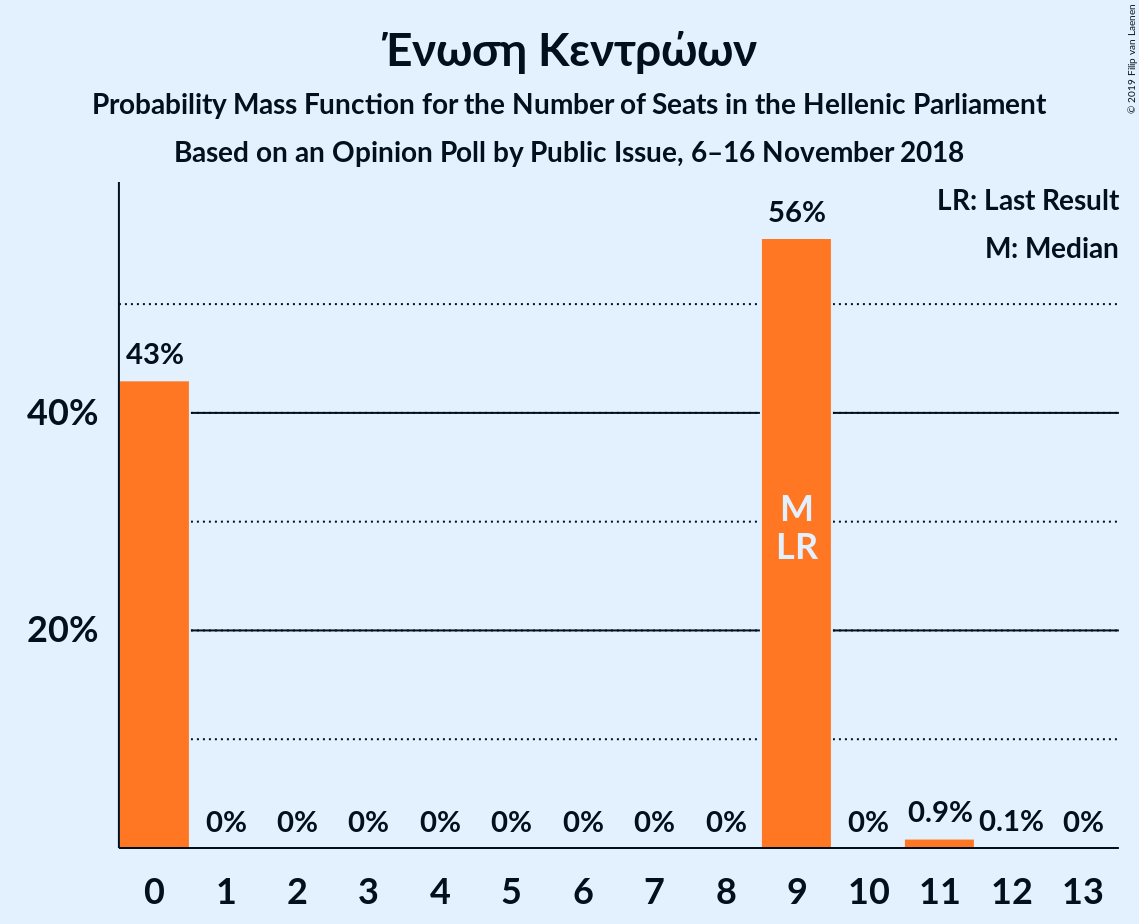 Ένωση Κεντρώων
Probability Mass Function for the Number of Seats in the Hellenic Parliament
Based on an Opinion Poll by Public Issue, 6–16 November 2018
© 2019 Filip van Laenen
LR: Last Result
M: Median
56%
43%
40%
M
LR
20%
0% 0% 0% 0% 0% 0% 0% 0% 0% 0.9% 0.1% 0%
0 1 2 3 4 5 6 7 8 9 10 11 12 13